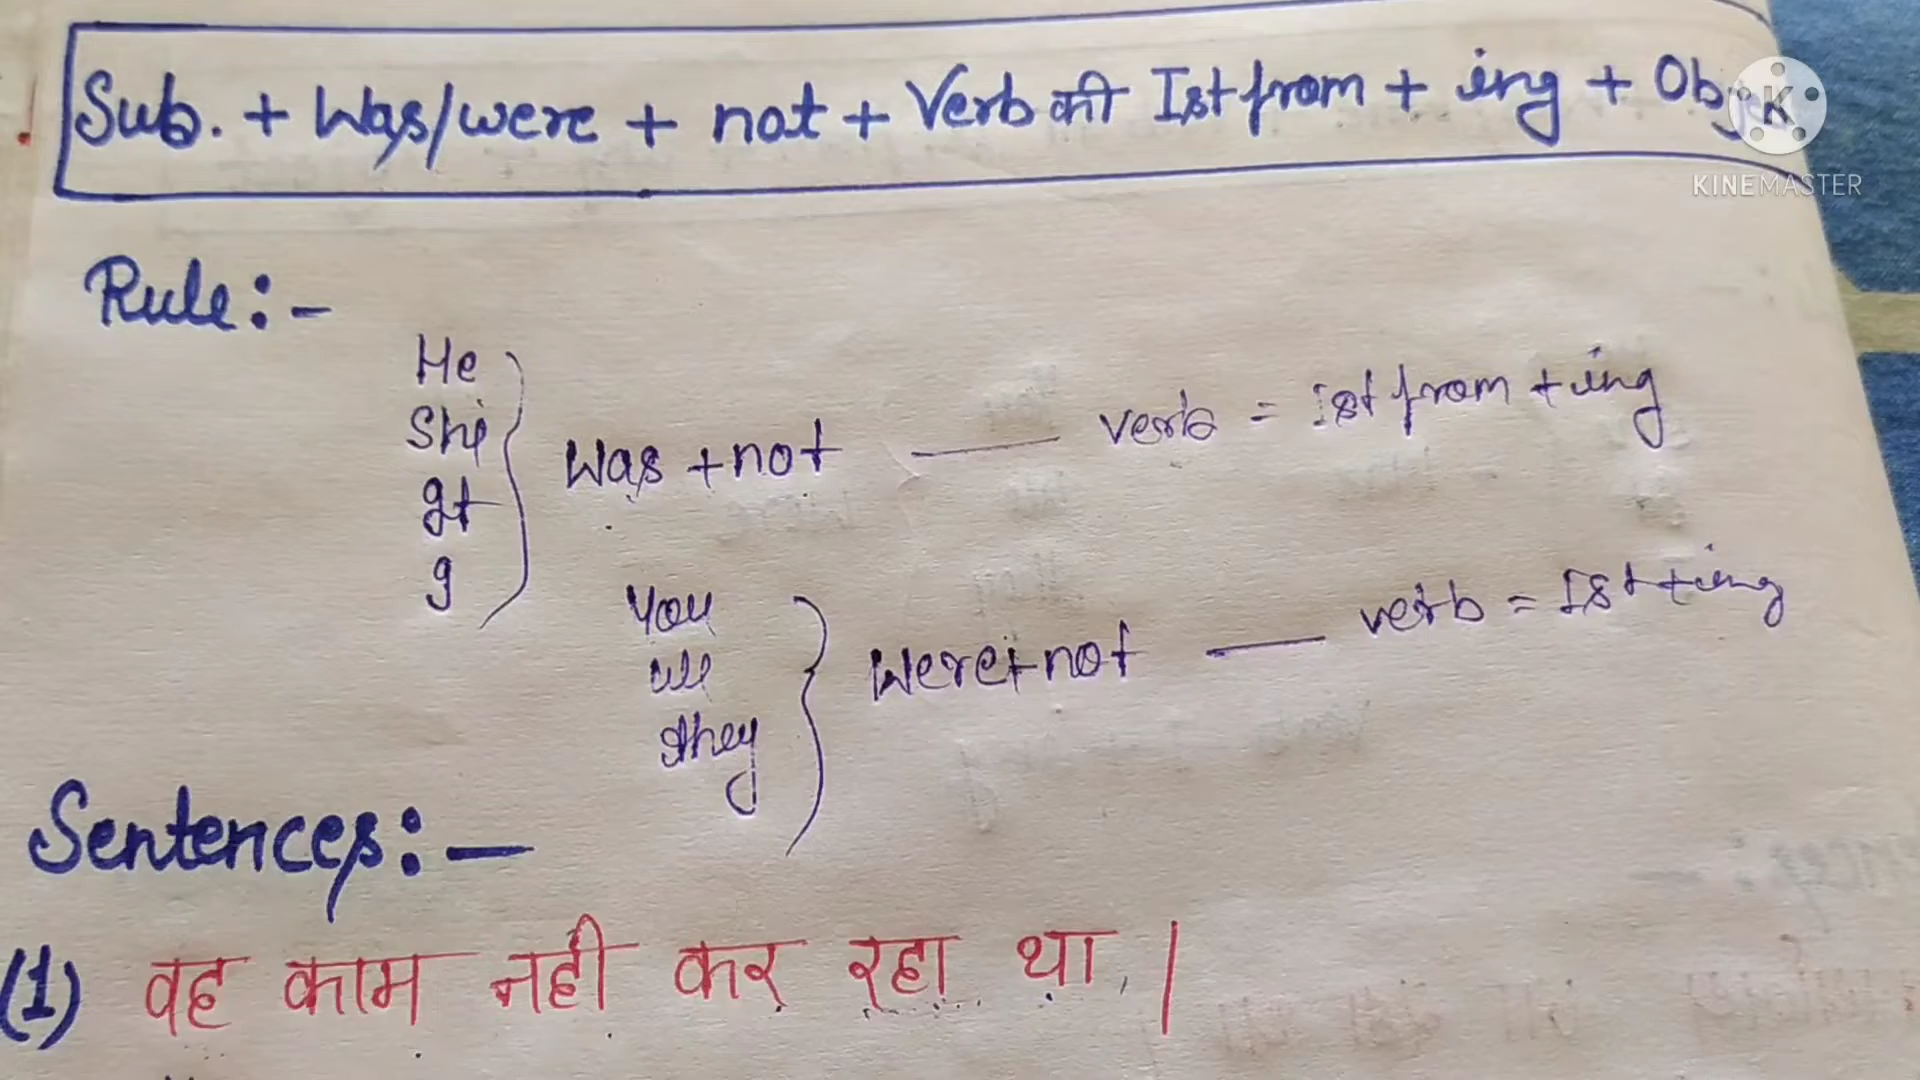 Sub. + Was/were + not + Verb की Ist from + ing + Obj
KINEMASTER
Rule:-
He
She
It
I
Was + not — verb = Ist from + ing
You
we
they
Were + not — verb = Ist + ing
Sentences:-
(1) वह काम नही कर रहा था।